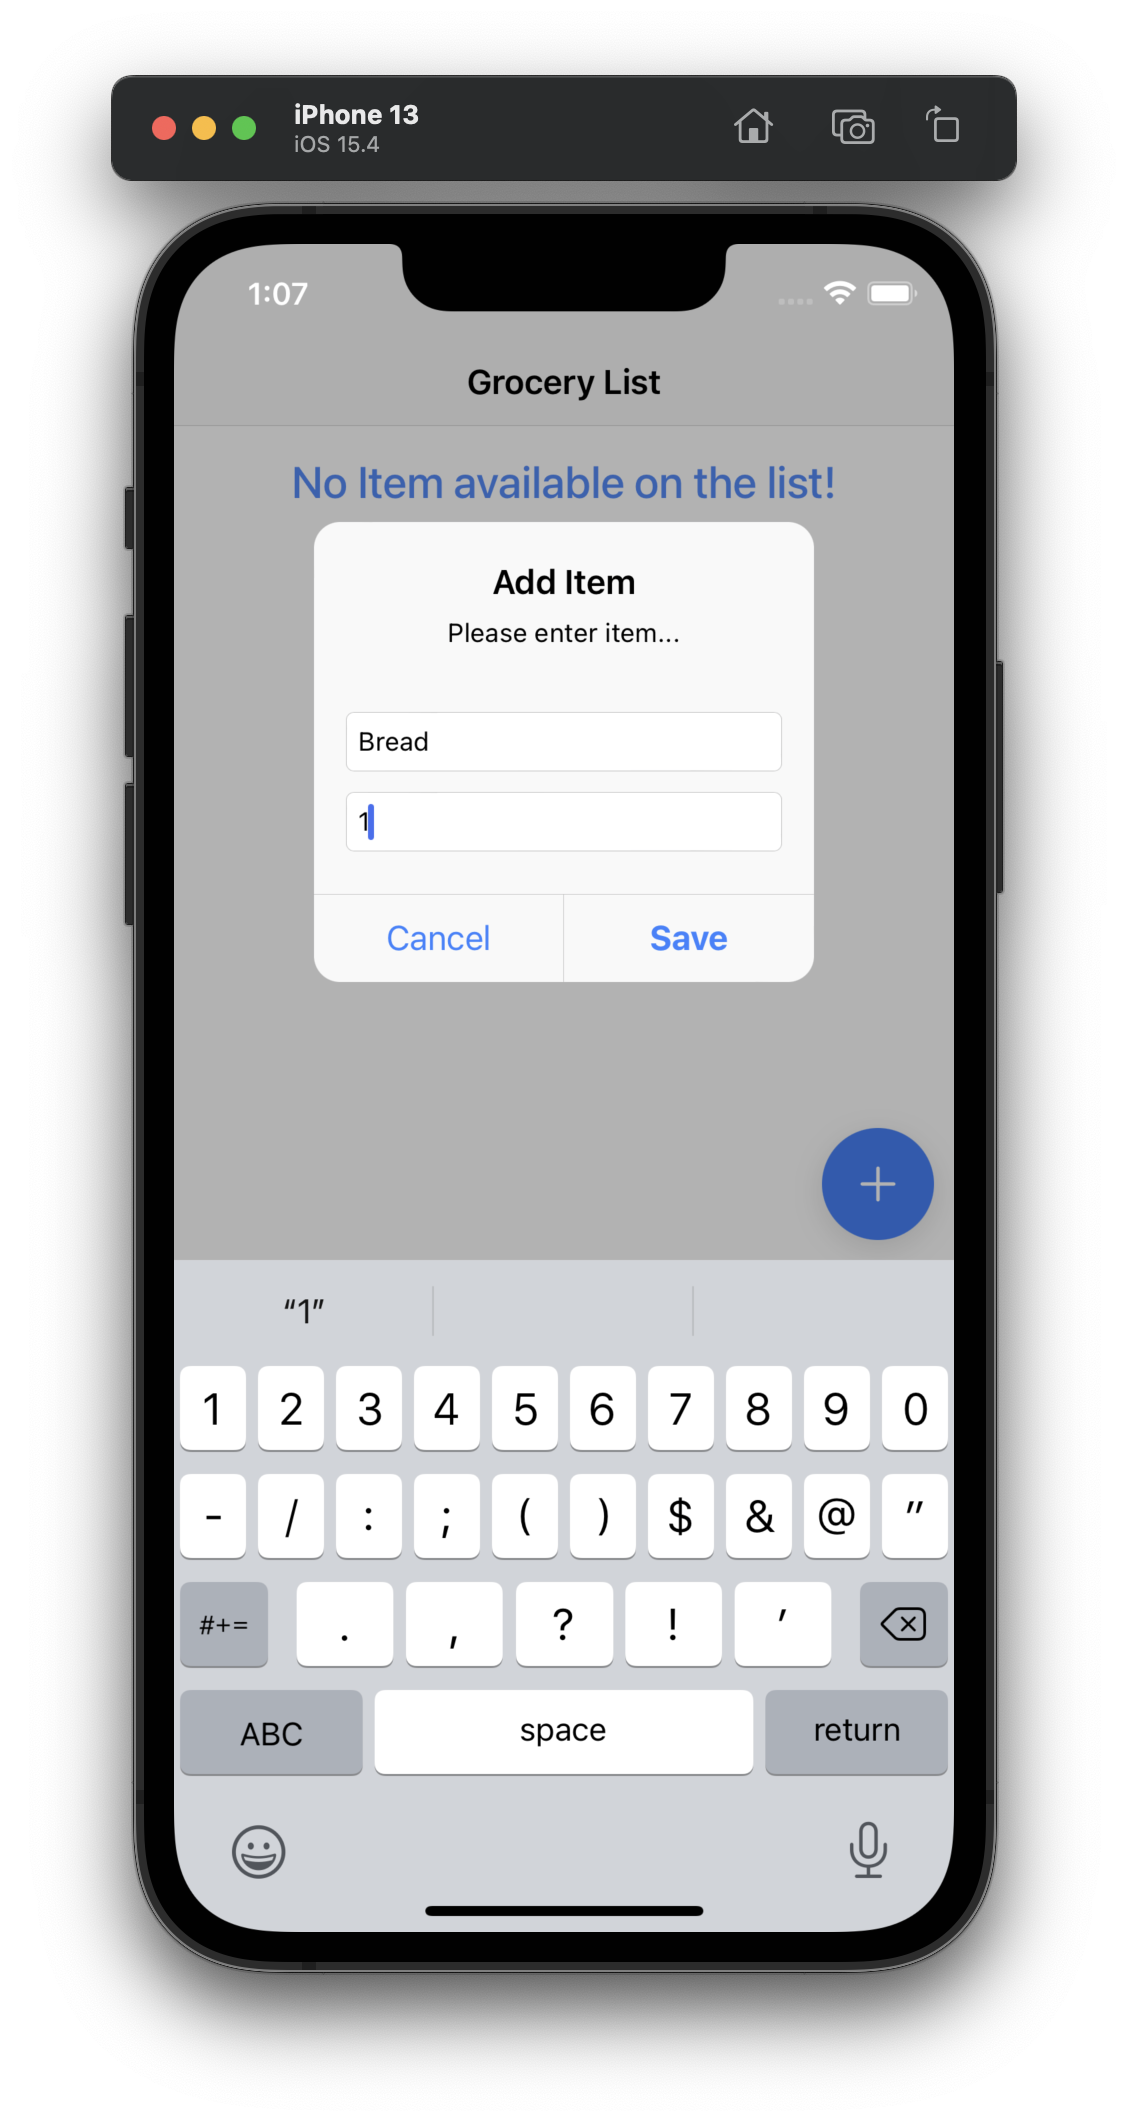 iPhone 13
iOS 15.4
1:07
Grocery List
No Item available on the list!
Add Item
Please enter item...
Bread
1
Cancel Save
“1”
1 2 3 4 5 6 7 8 9 0
- / : ; ( ) $ & @ "
#+= . , ? ! '
ABC space return